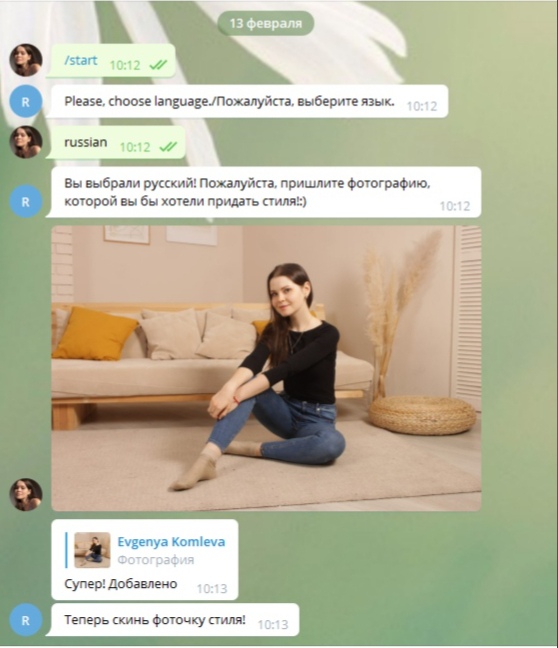 13 февраля
/start 10:12
R
Please, choose language./Пожалуйста, выберите язык. 10:12
russian 10:12
Вы выбрали русский! Пожалуйста, пришлите фотографию,
которой вы бы хотели придать стиля!:)
R
10:12
Evgenya Komleva
Фотография
Супер! Добавлено 10:13
R
Теперь скинь фоточку стиля! 10:13